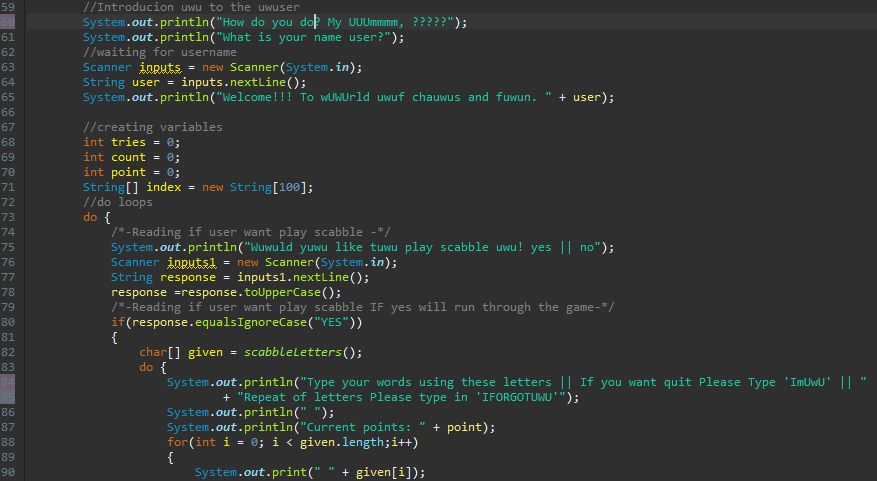 59 //Introducion uwu to the uwuser
60 System.out.println("How do you do? My UUUmmmm, ?????");
61 System.out.println("What is your name user?");
62 //waiting for username
63 Scanner inputs = new Scanner(System.in);
64 String user = inputs.nextLine();
65 System.out.println("Welcome!!! To wUWUrld uwuf chauwus and fuwun. " + user);
66
67 //creating variables
68 int tries = 0;
69 int count = 0;
70 int point = 0;
71 String[] index = new String[100];
72 //do loops
73 do {
74 /*-Reading if user want play scabble -*/
75 System.out.println("Wuwuld yuwu like tuwu play scabble uwu! yes || no");
76 Scanner inputs1 = new Scanner(System.in);
77 String response = inputs1.nextLine();
78 response =response.toUpperCase();
79 /*-Reading if user want play scabble IF yes will run through the game-*/
80 if(response.equalsIgnoreCase("YES"))
81 {
82 char[] given = scabbleLetters();
83 do {
84 System.out.println("Type your words using these letters || If you want quit Please Type 'ImUwU' || "
85 + "Repeat of letters Please type in 'IFORGOTUWU'");
86 System.out.println(" ");
87 System.out.println("Current points: " + point);
88 for(int i = 0; i < given.length;i++)
89 {
90 System.out.print(" " + given[i]);